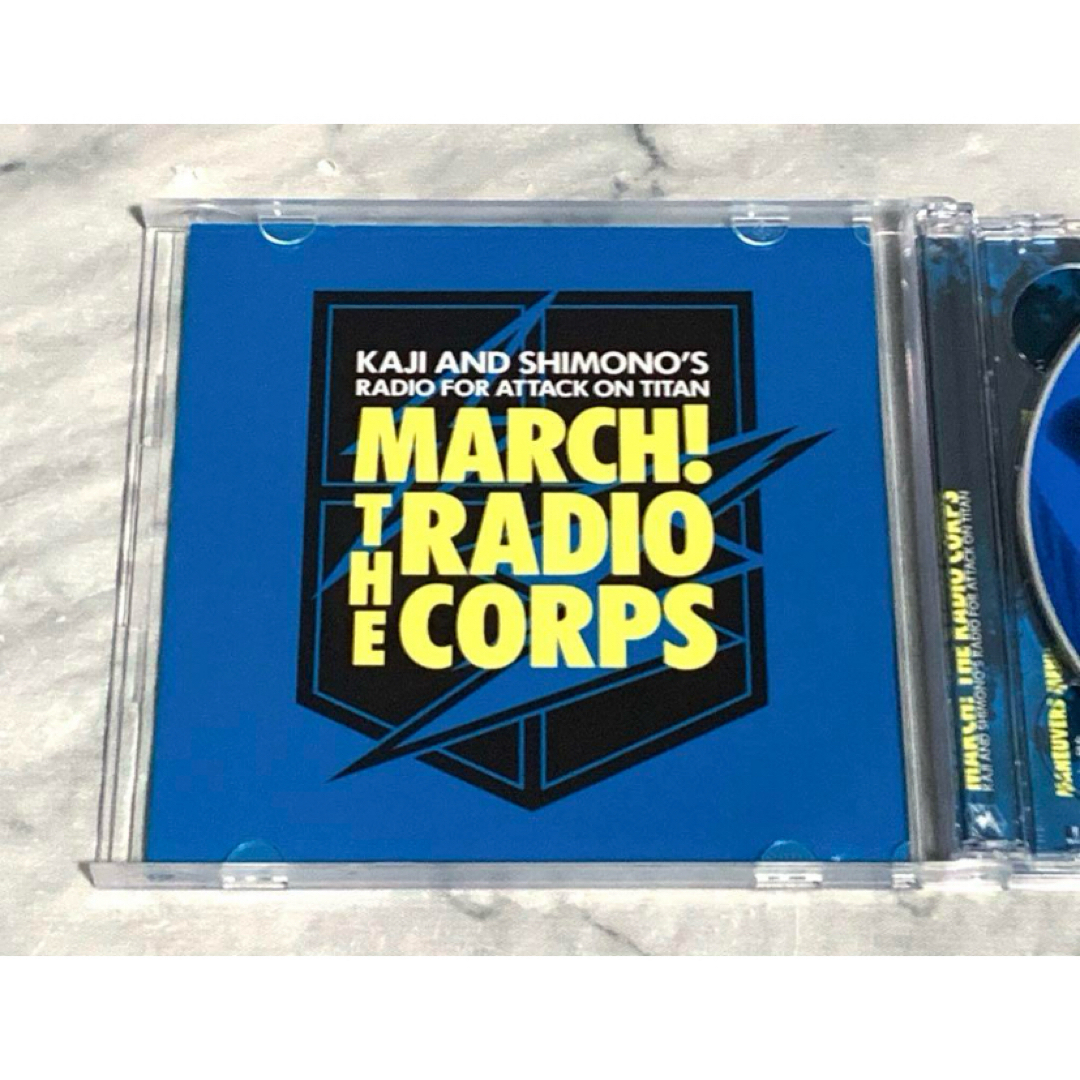 KAJI AND SHIMONO'S
RADIO FOR ATTACK ON TITAN
MARCH!
THE RADIO
CORPS
MARCH! THE RADIO CORPS
KAJI AND SHIMONO'S RADIO FOR ATTACK ON TITAN